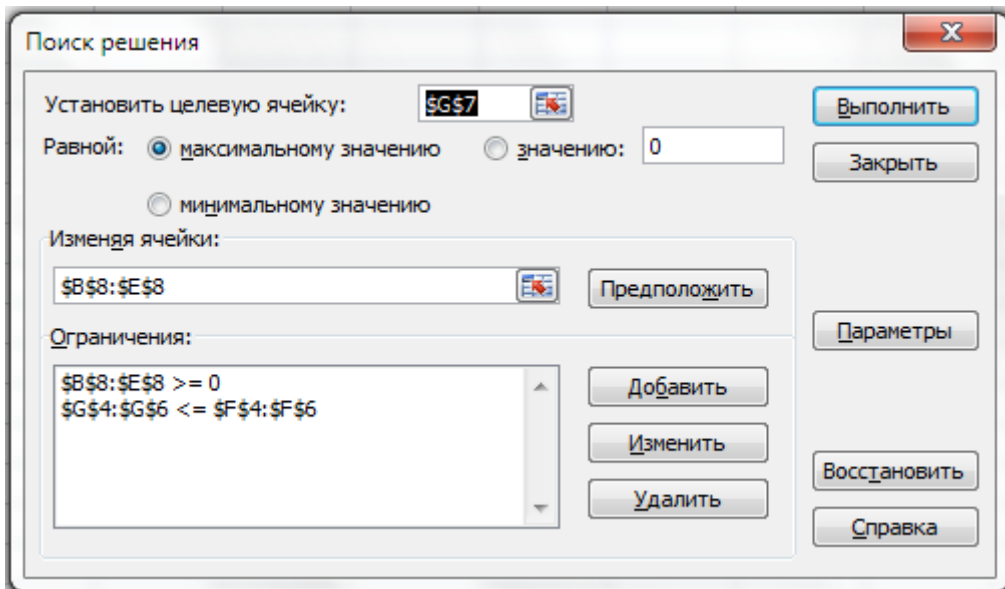 Поиск решения
Установить целевую ячейку: $G$7
Выполнить
Равной: максимальному значению значению: 0
Закрыть
минимальному значению
Изменяя ячейки:
$B$8:$E$8
Предположить
Ограничения:
Параметры
$B$8:$E$8 >= 0
$G$4:$G$6 <= $F$4:$F$6
Добавить
Изменить
Удалить
Восстановить
Справка